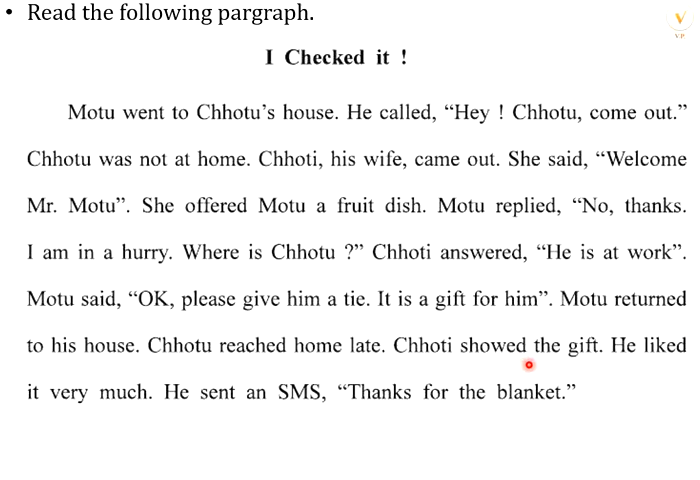 • Read the following pargraph.
V
V.P
I Checked it !
Motu went to Chhotu’s house. He called, “Hey ! Chhotu, come out.”
Chhotu was not at home. Chhoti, his wife, came out. She said, “Welcome
Mr. Motu”. She offered Motu a fruit dish. Motu replied, “No, thanks.
I am in a hurry. Where is Chhotu ?” Chhoti answered, “He is at work”.
Motu said, “OK, please give him a tie. It is a gift for him”. Motu returned
to his house. Chhotu reached home late. Chhoti showed the gift. He liked
it very much. He sent an SMS, “Thanks for the blanket.”